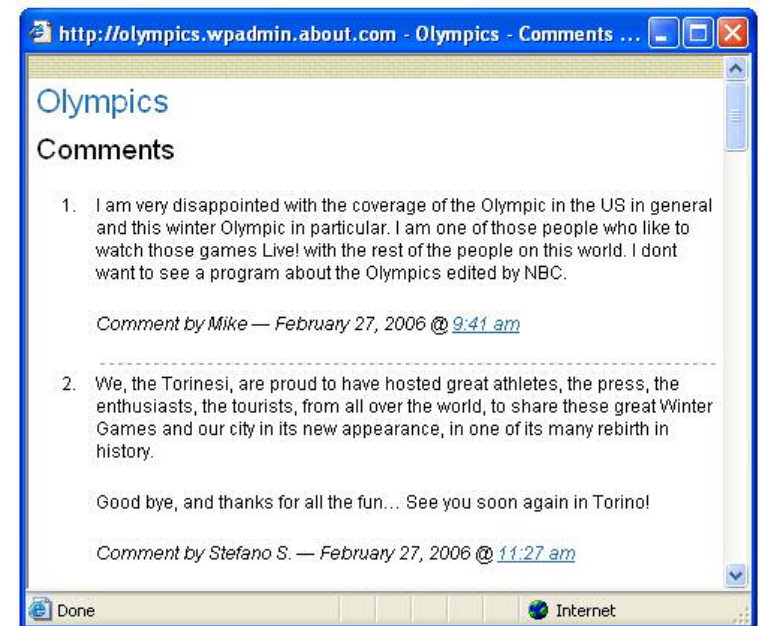 http://olympics.wpadmin.about.com - Olympics - Comments ...
Olympics
Comments
1. I am very disappointed with the coverage of the Olympic in the US in general
and this winter Olympic in particular. I am one of those people who like to
watch those games Live! with the rest of the people on this world. I dont
want to see a program about the Olympics edited by NBC.
Comment by Mike — February 27, 2006 @ 9:41 am
2. We, the Torinesi, are proud to have hosted great athletes, the press, the
enthusiasts, the tourists, from all over the world, to share these great Winter
Games and our city in its new appearance, in one of its many rebirth in
history.
Good bye, and thanks for all the fun... See you soon again in Torino!
Comment by Stefano S. — February 27, 2006 @ 11:27 am
Done Internet